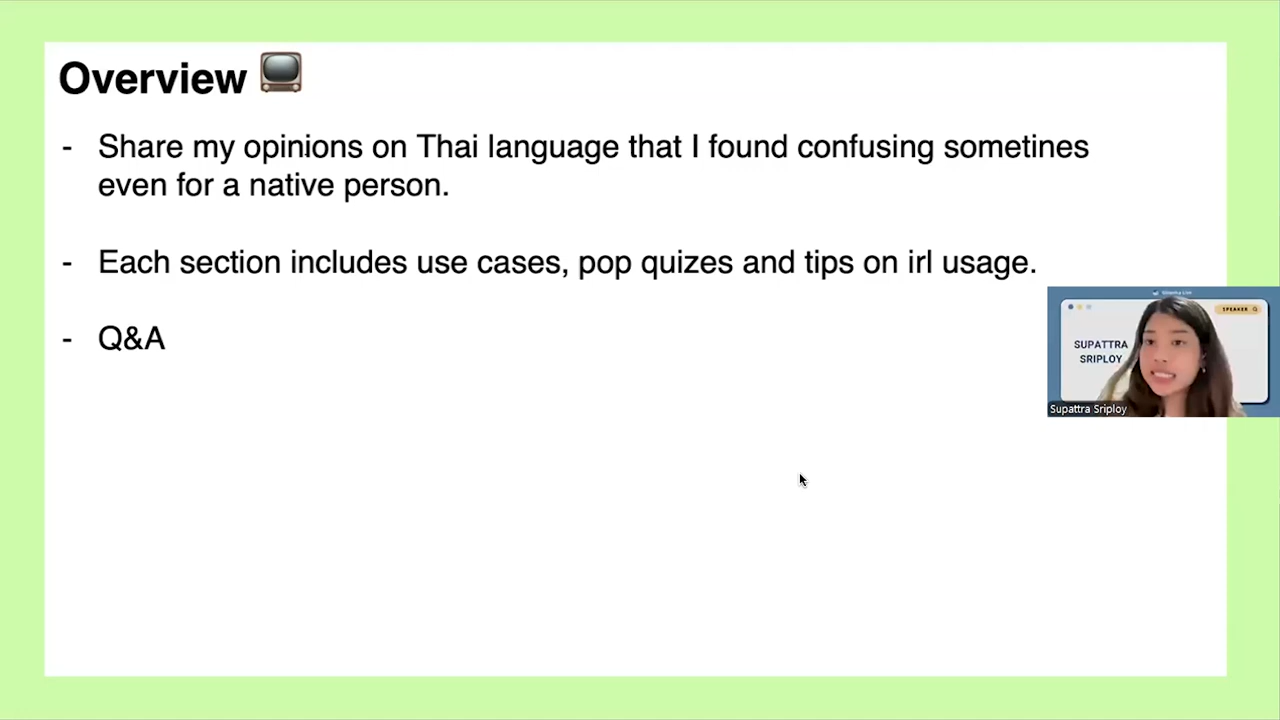 Overview
- Share my opinions on Thai language that I found confusing sometines
even for a native person.
- Each section includes use cases, pop quizes and tips on irl usage.
- Q&A
SPEAKER
SUPATTRA
SRIPLOY
Supattra Sriploy